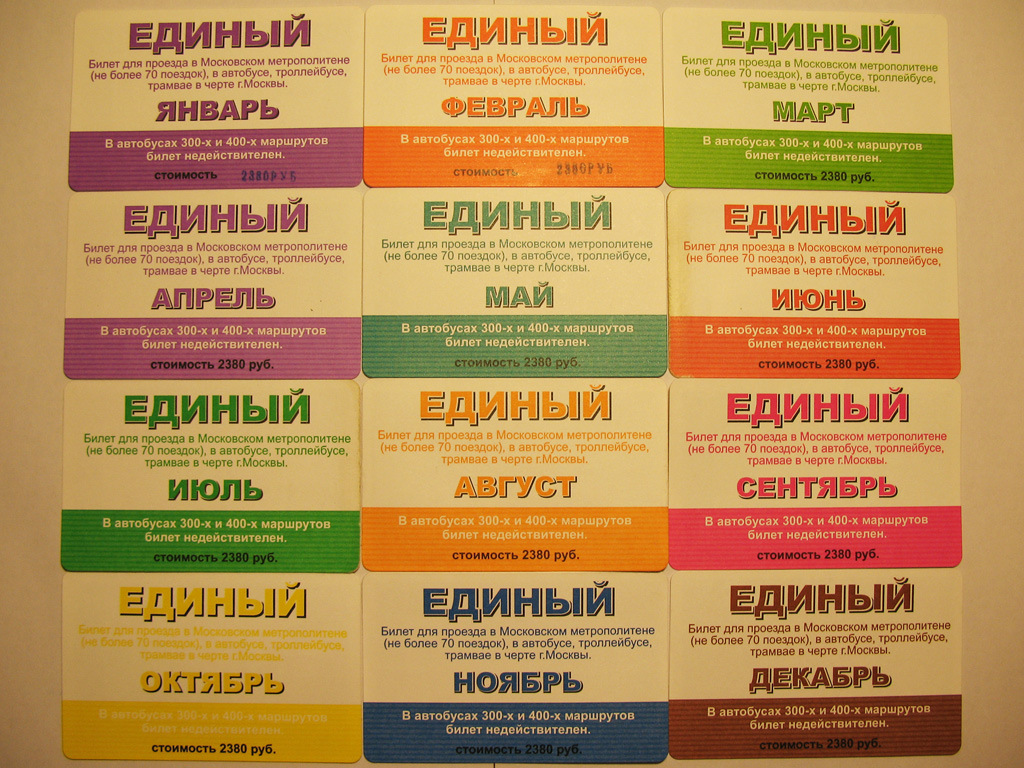 ЕДИНЫЙ
Билет для проезда в Московском метрополитене
(не более 70 поездок), в автобусе, троллейбусе,
трамвае в черте г.Москвы.
ЯНВАРЬ
В автобусах 300-х и 400-х маршрутов
билет недействителен.
стоимость 2380РУБ
ЕДИНЫЙ
Билет для проезда в Московском метрополитене
(не более 70 поездок), в автобусе, троллейбусе,
трамвае в черте г.Москвы.
ФЕВРАЛЬ
В автобусах 300-х и 400-х маршрутов
билет недействителен.
стоимость 2380РУБ
ЕДИНЫЙ
Билет для проезда в Московском метрополитене
(не более 70 поездок), в автобусе, троллейбусе,
трамвае в черте г.Москвы.
МАРТ
В автобусах 300-х и 400-х маршрутов
билет недействителен.
стоимость 2380 руб.
ЕДИНЫЙ
Билет для проезда в Московском метрополитене
(не более 70 поездок), в автобусе, троллейбусе,
трамвае в черте г.Москвы.
АПРЕЛЬ
В автобусах 300-х и 400-х маршрутов
билет недействителен.
стоимость 2380 руб.
ЕДИНЫЙ
Билет для проезда в Московском метрополитене
(не более 70 поездок), в автобусе, троллейбусе,
трамвае в черте г.Москвы.
МАЙ
В автобусах 300-х и 400-х маршрутов
билет недействителен.
стоимость 2380 руб.
ЕДИНЫЙ
Билет для проезда в Московском метрополитене
(не более 70 поездок), в автобусе, троллейбусе,
трамвае в черте г.Москвы.
ИЮНЬ
В автобусах 300-х и 400-х маршрутов
билет недействителен.
стоимость 2380 руб.
ЕДИНЫЙ
Билет для проезда в Московском метрополитене
(не более 70 поездок), в автобусе, троллейбусе,
трамвае в черте г.Москвы.
ИЮЛЬ
В автобусах 300-х и 400-х маршрутов
билет недействителен.
стоимость 2380 руб.
ЕДИНЫЙ
Билет для проезда в Московском метрополитене
(не более 70 поездок), в автобусе, троллейбусе,
трамвае в черте г.Москвы.
АВГУСТ
В автобусах 300-х и 400-х маршрутов
билет недействителен.
стоимость 2380 руб.
ЕДИНЫЙ
Билет для проезда в Московском метрополитене
(не более 70 поездок), в автобусе, троллейбусе,
трамвае в черте г.Москвы.
СЕНТЯБРЬ
В автобусах 300-х и 400-х маршрутов
билет недействителен.
стоимость 2380 руб.
ЕДИНЫЙ
Билет для проезда в Московском метрополитене
(не более 70 поездок), в автобусе, троллейбусе,
трамвае в черте г.Москвы.
ОКТЯБРЬ
В автобусах 300-х и 400-х маршрутов
билет недействителен.
стоимость 2380 руб.
ЕДИНЫЙ
Билет для проезда в Московском метрополитене
(не более 70 поездок), в автобусе, троллейбусе,
трамвае в черте г.Москвы.
НОЯБРЬ
В автобусах 300-х и 400-х маршрутов
билет недействителен.
стоимость 2380 руб.
ЕДИНЫЙ
Билет для проезда в Московском метрополитене
(не более 70 поездок), в автобусе, троллейбусе,
трамвае в черте г.Москвы.
ДЕКАБРЬ
В автобусах 300-х и 400-х маршрутов
билет недействителен.
стоимость 2380 руб.